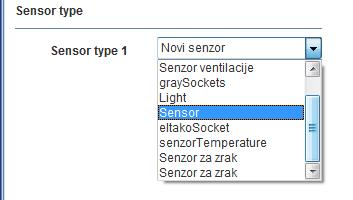 Sensor type
Sensor type 1
Novi senzor
Senzor ventilacije
graySockets
Light
Sensor
eltakoSocket
senzorTemperature
Senzor za zrak
Senzor za zrak